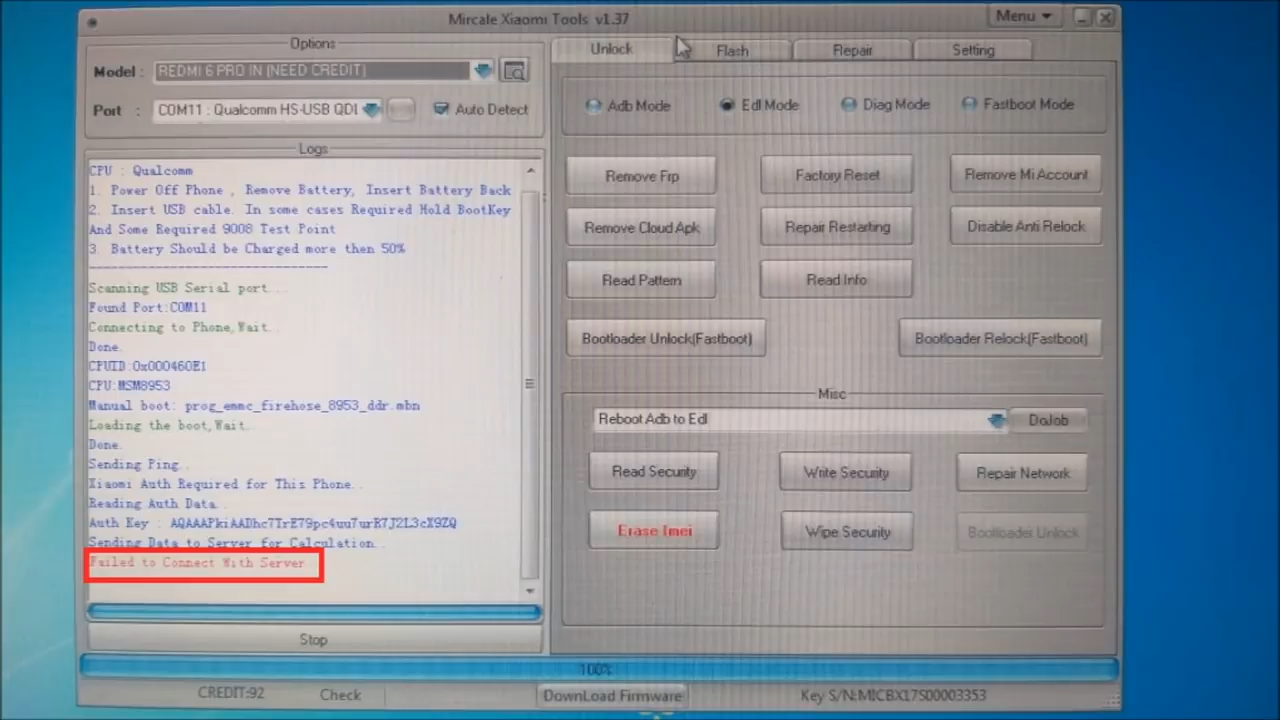 Mircale Xiaomi Tools v1.37
Menu
Options
Model : REDMI 6 PRO IN (NEED CREDIT)
Port : COM11 : Qualcomm HS-USB QDL
Auto Detect
Logs
CPU : Qualcomm
1. Power Off Phone , Remove Battery, Insert Battery Back
2. Insert USB cable. In some cases Required Hold BootKey
And Some Required 9008 Test Point
3. Battery Should be Charged more then 50%
------------------------------
Scanning USB Serial port...
Found Port:COM11
Connecting to Phone,Wait..
Done.
CPUID:0x000460E1
CPU:MSM8953
Manual boot: prog_emmc_firehose_8953_ddr.mbn
Loading the boot,Wait..
Done.
Sending Ping..
Xiaomi Auth Required for This Phone..
Reading Auth Data..
Auth Key : AQAAAPkiAADhc7TrE79pc4uu7urR7J2L3cX9ZQ
Sending Data to Server for Calculation..
Failed to Connect With Server
Stop
Unlock
Flash
Repair
Setting
Adb Mode
Edl Mode
Diag Mode
Fastboot Mode
Remove Frp
Factory Reset
Remove Mi Account
Remove Cloud Apk
Repair Restarting
Disable Anti Relock
Read Pattern
Read Info
Bootloader Unlock(Fastboot)
Bootloader Relock(Fastboot)
Misc
Reboot Adb to Edl
DoJob
Read Security
Write Security
Repair Network
Erase Imei
Wipe Security
Bootloader Unlock
100%
CREDIT:92
Check
DownLoad Firmware
Key S/N:MICBX17S00003353